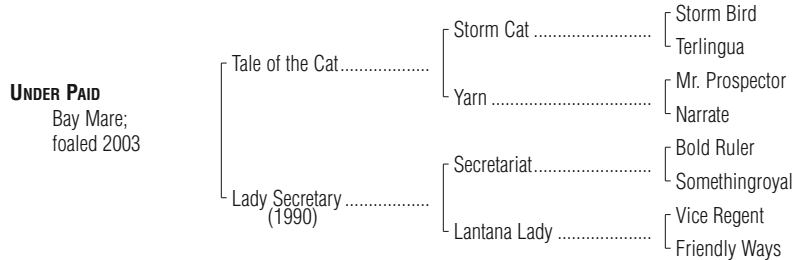 Storm Bird
Storm Cat ........................
Terlingua
Tale of the Cat...................
Mr. Prospector
Yarn .................................
Narrate
UNDER PAID
Bay Mare;
foaled 2003
Bold Ruler
Secretariat........................
Somethingroyal
Lady Secretary ..................
(1990)
Vice Regent
Lantana Lady ...................
Friendly Ways